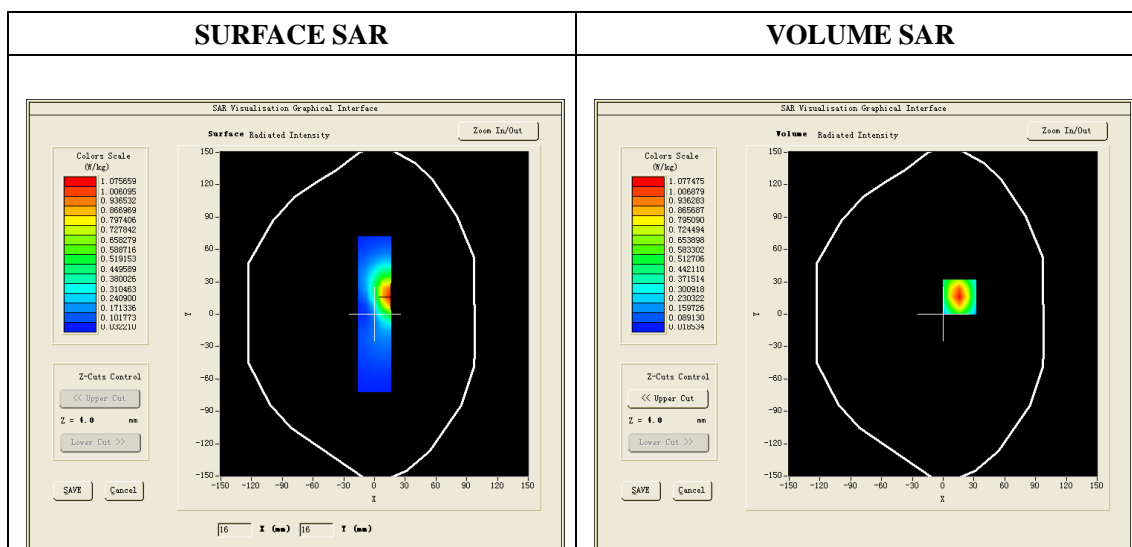 SURFACE SAR
VOLUME SAR
SAR Visualisation Graphical Interface
Surface Radiated Intensity
Zoom In/Out
Colors Scale
(W/kg)
1.075659
1.006095
0.936532
0.866969
0.797406
0.727842
0.658279
0.588716
0.519153
0.449589
0.380026
0.310463
0.240900
0.171336
0.101773
0.032210
Z-Cuts Control
<< Upper Cut
Z = 4.0 mm
Lower Cut >>
SAVE Cancel
150
120
90
60
30
0
-30
-60
-90
-120
-150
Y
-150 -120 -90 -60 -30 0 30 60 90 120 150
X
16 X (mm) 16 Y (mm)
SAR Visualisation Graphical Interface
Volume Radiated Intensity
Zoom In/Out
Colors Scale
(W/kg)
1.077475
1.006879
0.936283
0.865687
0.795090
0.724494
0.653898
0.583302
0.512706
0.442110
0.371514
0.300918
0.230322
0.159726
0.089130
0.018534
Z-Cuts Control
<< Upper Cut
Z = 4.0 mm
Lower Cut >>
SAVE Cancel
150
120
90
60
30
0
-30
-60
-90
-120
-150
Y
-150 -120 -90 -60 -30 0 30 60 90 120 150
X